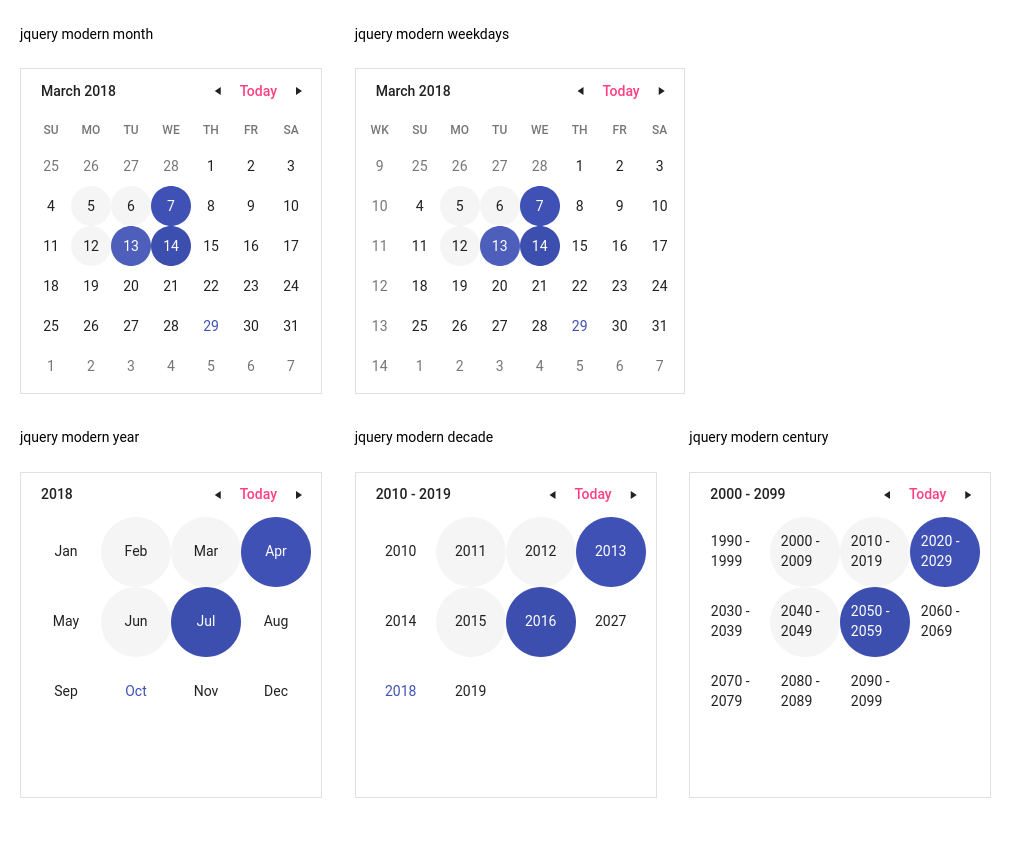 jquery modern month
March 2018 Today
SU MO TU WE TH FR SA
25 26 27 28 1 2 3
4 5 6 7 8 9 10
11 12 13 14 15 16 17
18 19 20 21 22 23 24
25 26 27 28 29 30 31
1 2 3 4 5 6 7
jquery modern weekdays
March 2018 Today
WK SU MO TU WE TH FR SA
9 25 26 27 28 1 2 3
10 4 5 6 7 8 9 10
11 11 12 13 14 15 16 17
12 18 19 20 21 22 23 24
13 25 26 27 28 29 30 31
14 1 2 3 4 5 6 7
jquery modern year
2018 Today
Jan Feb Mar Apr
May Jun Jul Aug
Sep Oct Nov Dec
jquery modern decade
2010 - 2019 Today
2010 2011 2012 2013
2014 2015 2016 2027
2018 2019
jquery modern century
2000 - 2099 Today
1990 - 2000 - 2010 - 2020 -
1999 2009 2019 2029
2030 - 2040 - 2050 - 2060 -
2039 2049 2059 2069
2070 - 2080 - 2090 -
2079 2089 2099